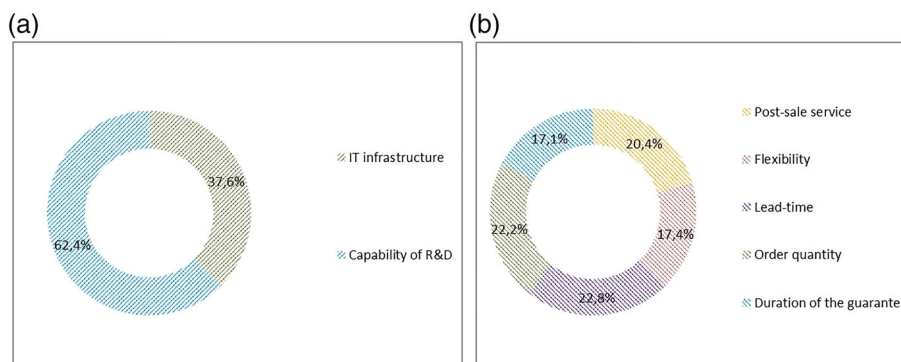 (a)
IT infrastructure
37,6%
Capability of R&D
62,4%
(b)
Post-sale service
17,1%
20,4%
Flexibility
Lead-time
22,2%
17,4%
Order quantity
22,8%
Duration of the guarante